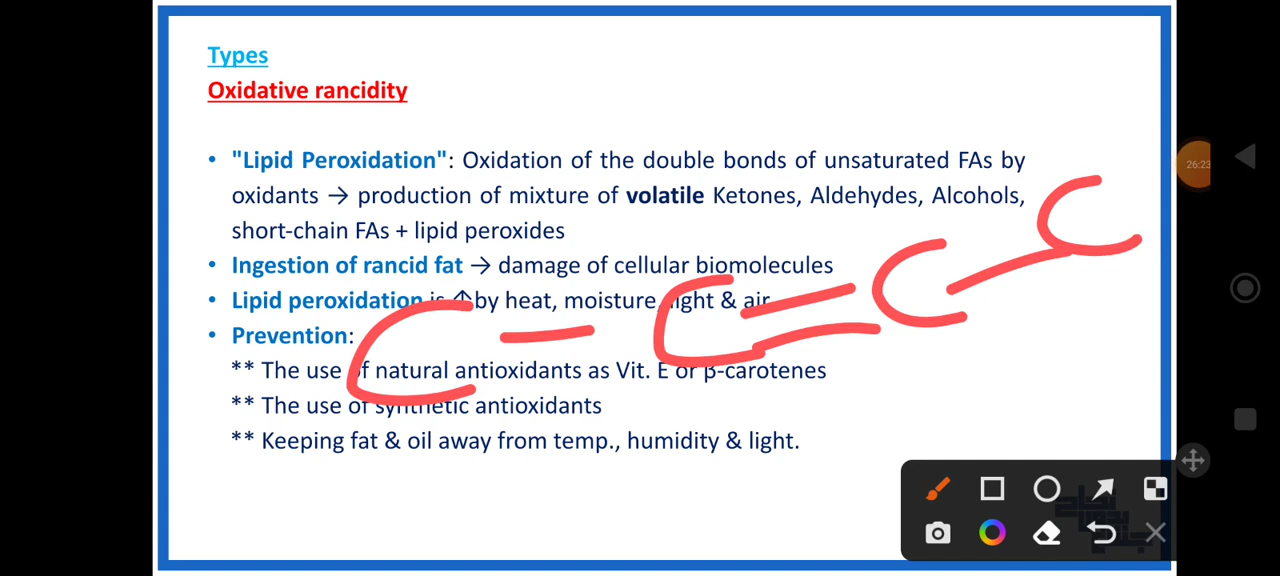 Types
Oxidative rancidity
• "Lipid Peroxidation": Oxidation of the double bonds of unsaturated FAs by
oxidants → production of mixture of volatile Ketones, Aldehydes, Alcohols,
short-chain FAs + lipid peroxides
• Ingestion of rancid fat → damage of cellular biomolecules
• Lipid peroxidation is ↑ by heat, moisture, light & air
• Prevention:
** The use of natural antioxidants as Vit. E or β-carotenes
** The use of synthetic antioxidants
** Keeping fat & oil away from temp., humidity & light.
C - C = C - C
26:23